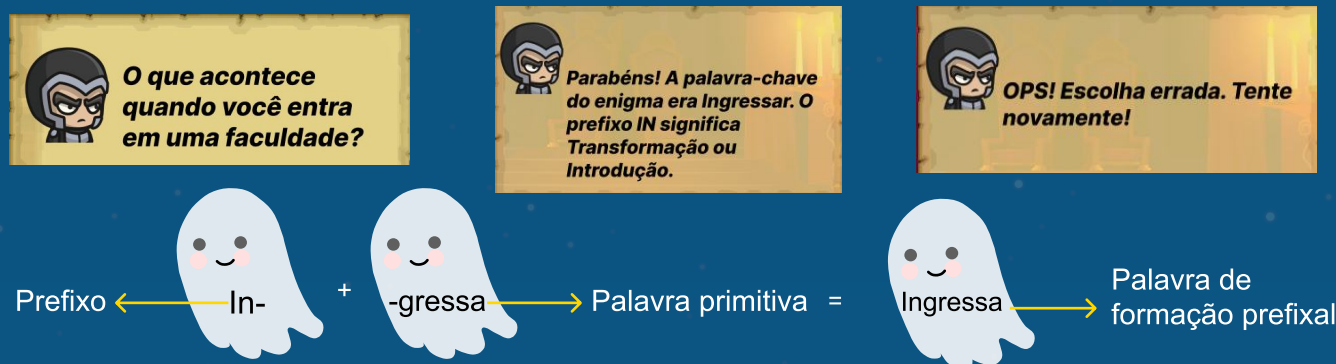 O que acontece
quando você entra
em uma faculdade?
Parabéns! A palavra-chave
do enigma era Ingressar. O
prefixo IN significa
Transformação ou
Introdução.
OPS! Escolha errada. Tente
novamente!
Prefixo In- + -gressa Palavra primitiva = Ingressa
Palavra de
formação prefixal